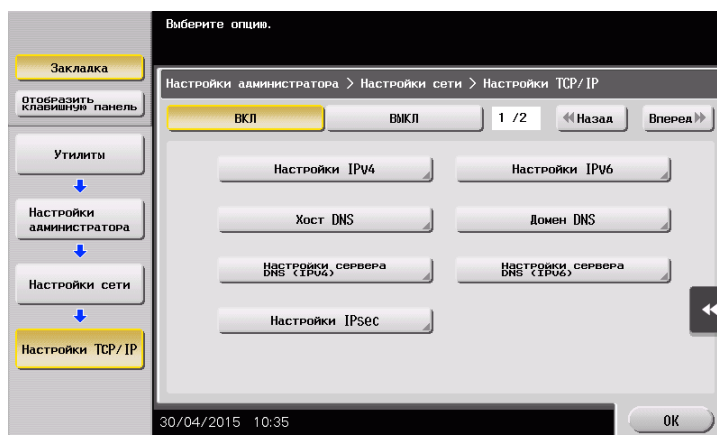 Выберите опцию.
Закладка
Отобразить
клавишную панель
Настройки администратора > Настройки сети > Настройки TCP/IP
ВКЛ
ВЫКЛ
1 /2
Назад
Вперед
Утилиты
Настройки
администратора
Настройки сети
Настройки TCP/IP
Настройки IPv4
Настройки IPv6
Хост DNS
Домен DNS
Настройки сервера
DNS (IPv4)
Настройки сервера
DNS (IPv6)
Настройки IPsec
30/04/2015 10:35
OK